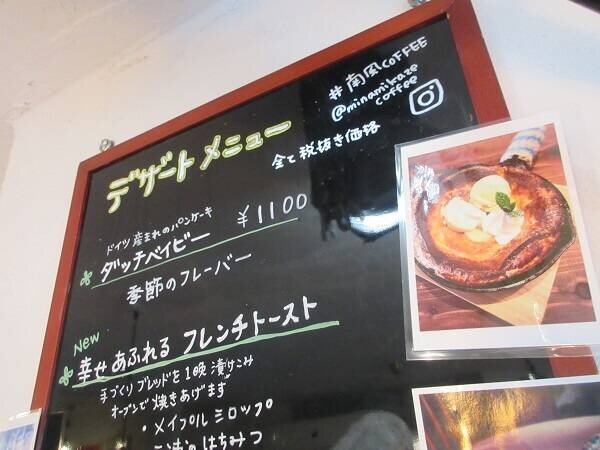 #南風COFFEE
@minamikaze
coffee
デザートメニュー
全て税抜き価格
ドイツ産まれのパンケーキ
ダッチベイビー ¥1100
季節のフレーバー
New
幸せあふれる フレンチトースト
手づくりブレッドを1晩漬けこみ
オーブンで焼きあげます
・メイプルシロップ
のはちみつ